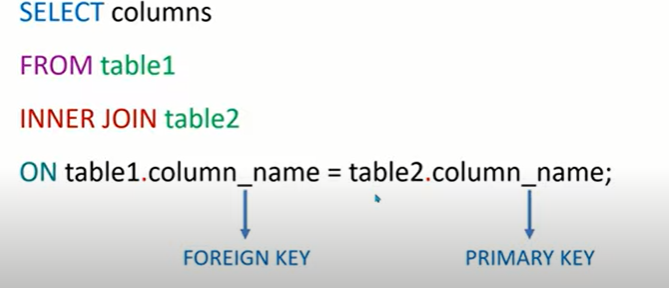 SELECT columns
FROM table1
INNER JOIN table2
ON table1.column_name = table2.column_name;
FOREIGN KEY PRIMARY KEY